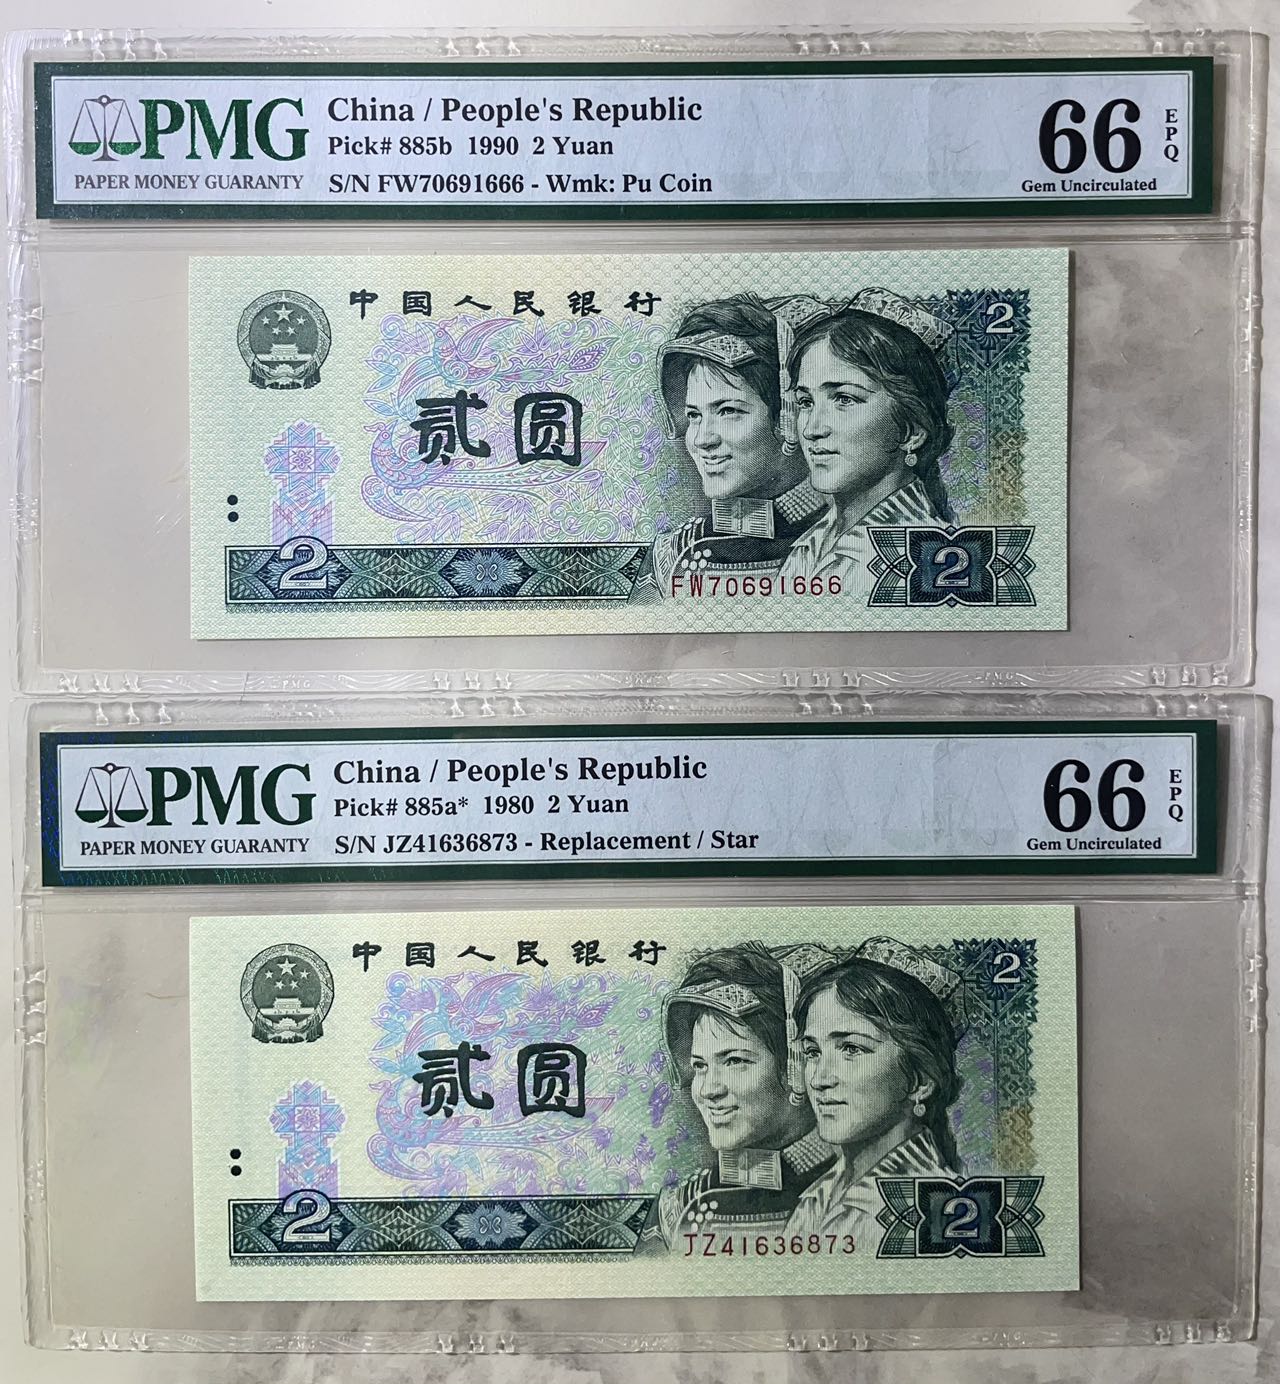 PMG
PAPER MONEY GUARANTY
China / People's Republic
Pick# 885b 1990 2 Yuan
S/N FW70691666 - Wmk: Pu Coin
66
EPQ
Gem Uncirculated
中国人民银行
2
贰圆
2
FW70691666
2
PMG
PMG
PAPER MONEY GUARANTY
China / People's Republic
Pick# 885a* 1980 2 Yuan
S/N JZ41636873 - Replacement / Star
66
EPQ
Gem Uncirculated
中国人民银行
2
贰圆
2
JZ41636873
2
PMG